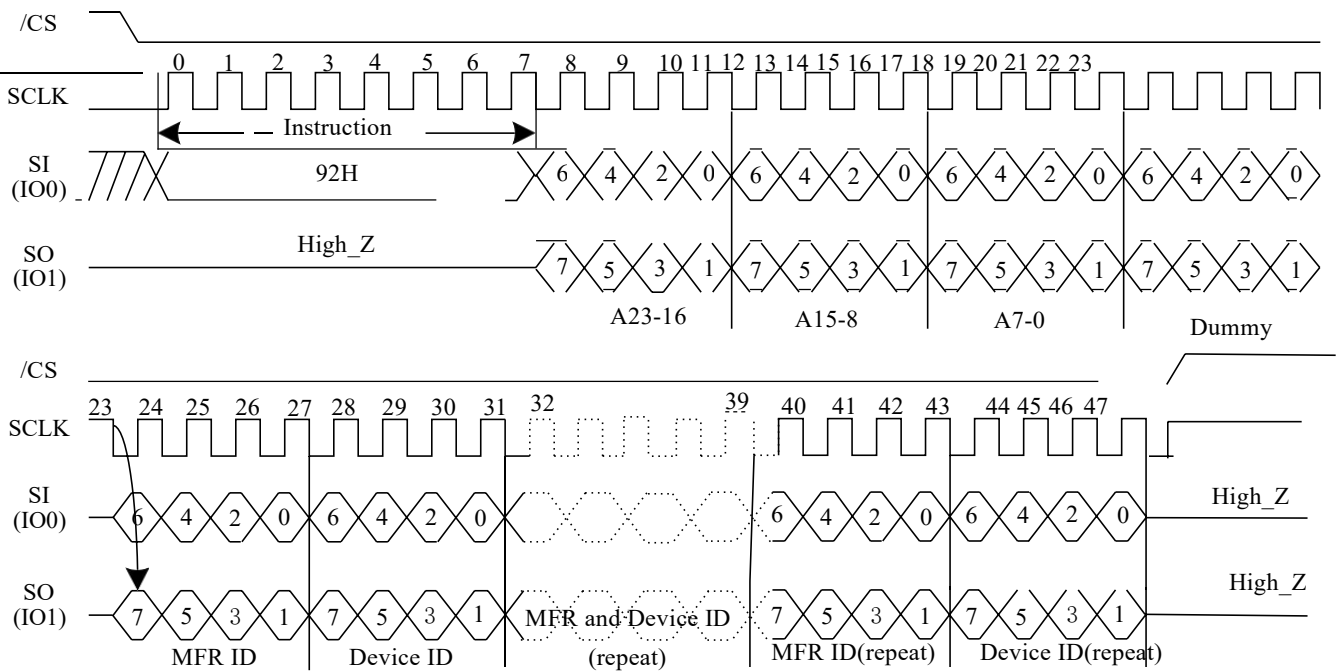 /CS
0 1 2 3 4 5 6 7 8 9 10 11 12 13 14 15 16 17 18 19 20 21 22 23
SCLK
Instruction
SI
(IO0)
92H
6 4 2 0 6 4 2 0 6 4 2 0 6 4 2 0
SO
(IO1)
High_Z
7 5 3 1 7 5 3 1 7 5 3 1 7 5 3 1
A23-16 A15-8 A7-0 Dummy
/CS
23 24 25 26 27 28 29 30 31 32 39 40 41 42 43 44 45 46 47
SCLK
SI
(IO0)
6 4 2 0 6 4 2 0 6 4 2 0 6 4 2 0
High_Z
SO
(IO1)
7 5 3 1 7 5 3 1 MFR and Device ID 7 5 3 1 7 5 3 1
High_Z
MFR ID Device ID (repeat) MFR ID(repeat) Device ID(repeat)